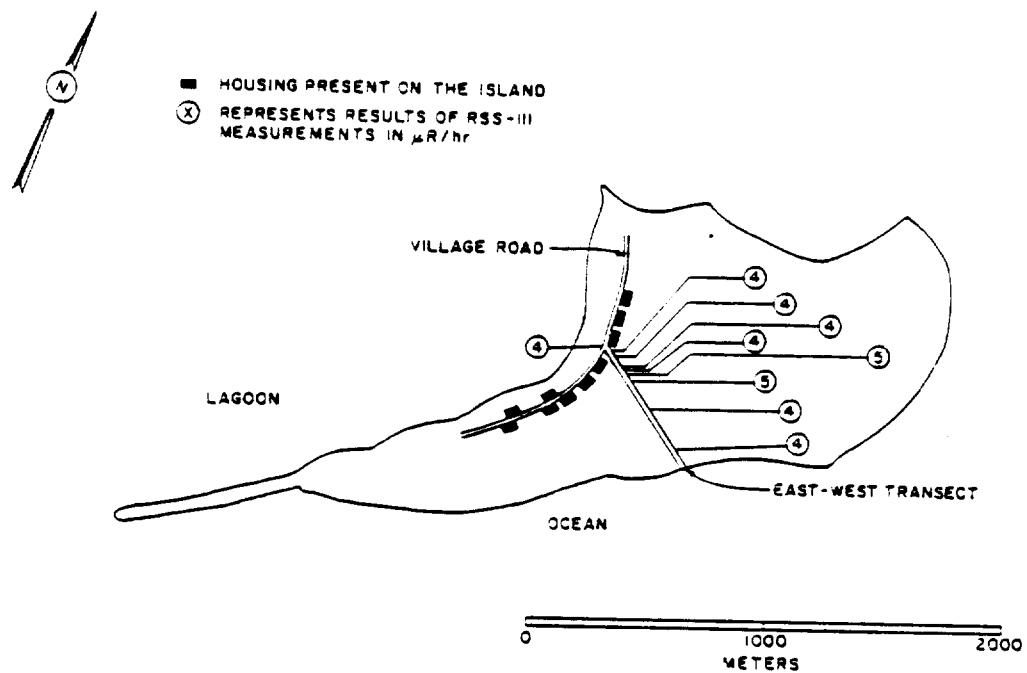 N
HOUSING PRESENT ON THE ISLAND
X REPRESENTS RESULTS OF RSS-III
MEASUREMENTS IN µR/hr
VILLAGE ROAD
4
4
4
4
4
5
LAGOON
5
4
4
EAST-WEST TRANSECT
OCEAN
0 1000 2000
METERS